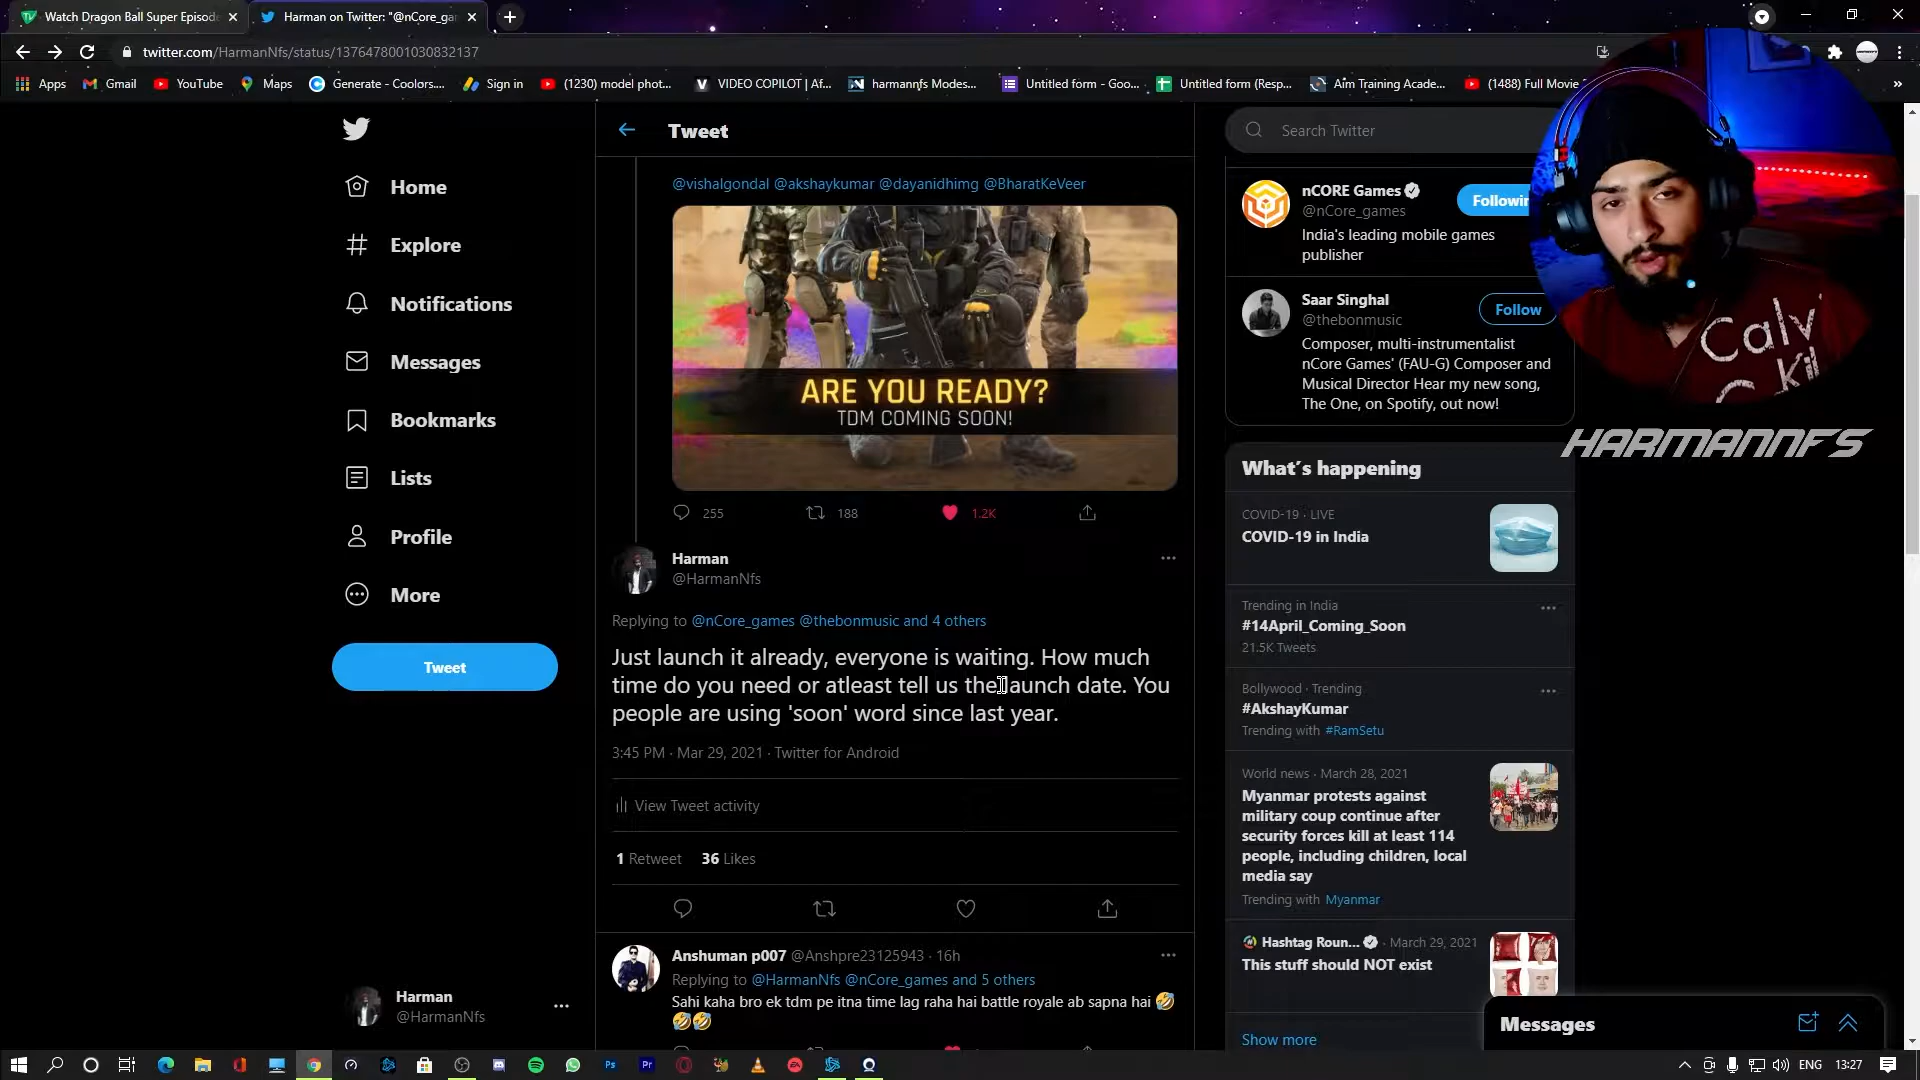 Watch Dragon Ball Super Episode
Harman on Twitter: "@nCore_ga
twitter.com/HarmanNfs/status/1376478001030832137
Apps
Gmail
YouTube
Maps
Generate - Coolors....
Sign in
(1230) model phot...
VIDEO COPILOT | Af...
harmannfs Modes...
Untitled form - Goo...
Untitled form (Resp...
Aim Training Acade...
(1488) Full Movie
Home
Explore
Notifications
Messages
Bookmarks
Lists
Profile
More
Tweet
Harman
@HarmanNfs
Tweet
@vishalgondal @akshaykumar @dayanidhimg @BharatKeVeer
ARE YOU READY?
TDM COMING SOON!
255
188
1.2K
Harman
@HarmanNfs
Replying to @nCore_games @thebonmusic and 4 others
Just launch it already, everyone is waiting. How much
time do you need or atleast tell us the launch date. You
people are using 'soon' word since last year.
3:45 PM · Mar 29, 2021 · Twitter for Android
View Tweet activity
1 Retweet 36 Likes
Anshuman p007 @Anshpre23125943 · 16h
Replying to @HarmanNfs @nCore_games and 5 others
Sahi kaha bro ek tdm pe itna time lag raha hai battle royale ab sapna hai 🤣
🤣🤣
Search Twitter
nCORE Games
@nCore_games
Followin
India's leading mobile games
publisher
Saar Singhal
@thebonmusic
Follow
Composer, multi-instrumentalist
nCore Games' (FAU-G) Composer and
Musical Director Hear my new song,
The One, on Spotify, out now!
HARMANNFS
What's happening
COVID-19 · LIVE
COVID-19 in India
Trending in India
#14April_Coming_Soon
21.5K Tweets
Bollywood · Trending
#AkshayKumar
Trending with #RamSetu
World news · March 28, 2021
Myanmar protests against
military coup continue after
security forces kill at least 114
people, including children, local
media say
Trending with Myanmar
Hashtag Roun... · March 29, 2021
This stuff should NOT exist
Show more
Messages
ENG
13:27